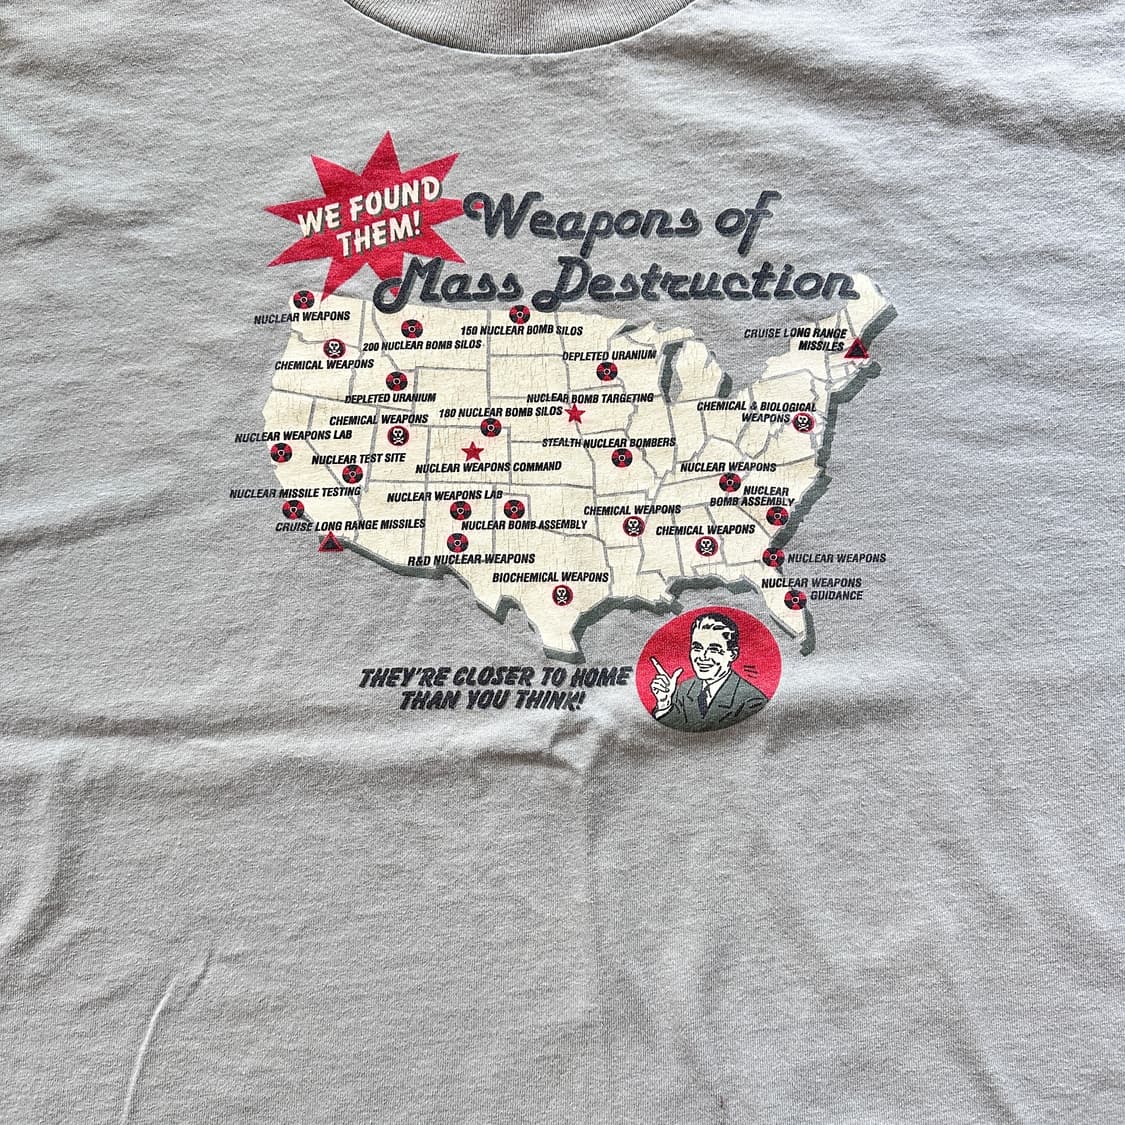 WE FOUND
THEM!
Weapons of
Mass Destruction
NUCLEAR WEAPONS
150 NUCLEAR BOMB SILOS
CRUISE LONG RANGE
MISSILES
200 NUCLEAR BOMB SILOS
DEPLETED URANIUM
CHEMICAL WEAPONS
DEPLETED URANIUM
NUCLEAR BOMB TARGETING
CHEMICAL & BIOLOGICAL
WEAPONS
CHEMICAL WEAPONS
180 NUCLEAR BOMB SILOS
NUCLEAR WEAPONS LAB
STEALTH NUCLEAR BOMBERS
NUCLEAR TEST SITE
NUCLEAR WEAPONS COMMAND
NUCLEAR WEAPONS
NUCLEAR MISSILE TESTING
NUCLEAR WEAPONS LAB
NUCLEAR
BOMB ASSEMBLY
CHEMICAL WEAPONS
CRUISE LONG RANGE MISSILES
NUCLEAR BOMB ASSEMBLY
CHEMICAL WEAPONS
R&D NUCLEAR WEAPONS
NUCLEAR WEAPONS
BIOCHEMICAL WEAPONS
NUCLEAR WEAPONS
GUIDANCE
THEY'RE CLOSER TO HOME
THAN YOU THINK!